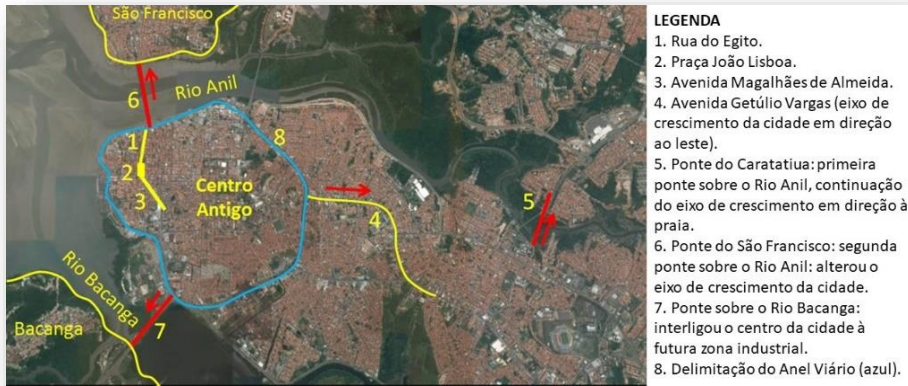 São Francisco
Rio Anil
6
8
1
2
3
Centro
Antigo
4
5
Rio Bacanga
Bacanga
7
LEGENDA
1. Rua do Egito.
2. Praça João Lisboa.
3. Avenida Magalhães de Almeida.
4. Avenida Getúlio Vargas (eixo de
crescimento da cidade em direção
ao leste).
5. Ponte do Caratatiua: primeira
ponte sobre o Rio Anil, continuação
do eixo de crescimento em direção à
praia.
6. Ponte do São Francisco: segunda
ponte sobre o Rio Anil: alterou o
eixo de crescimento da cidade.
7. Ponte sobre o Rio Bacanga:
interligou o centro da cidade à
futura zona industrial.
8. Delimitação do Anel Viário (azul).